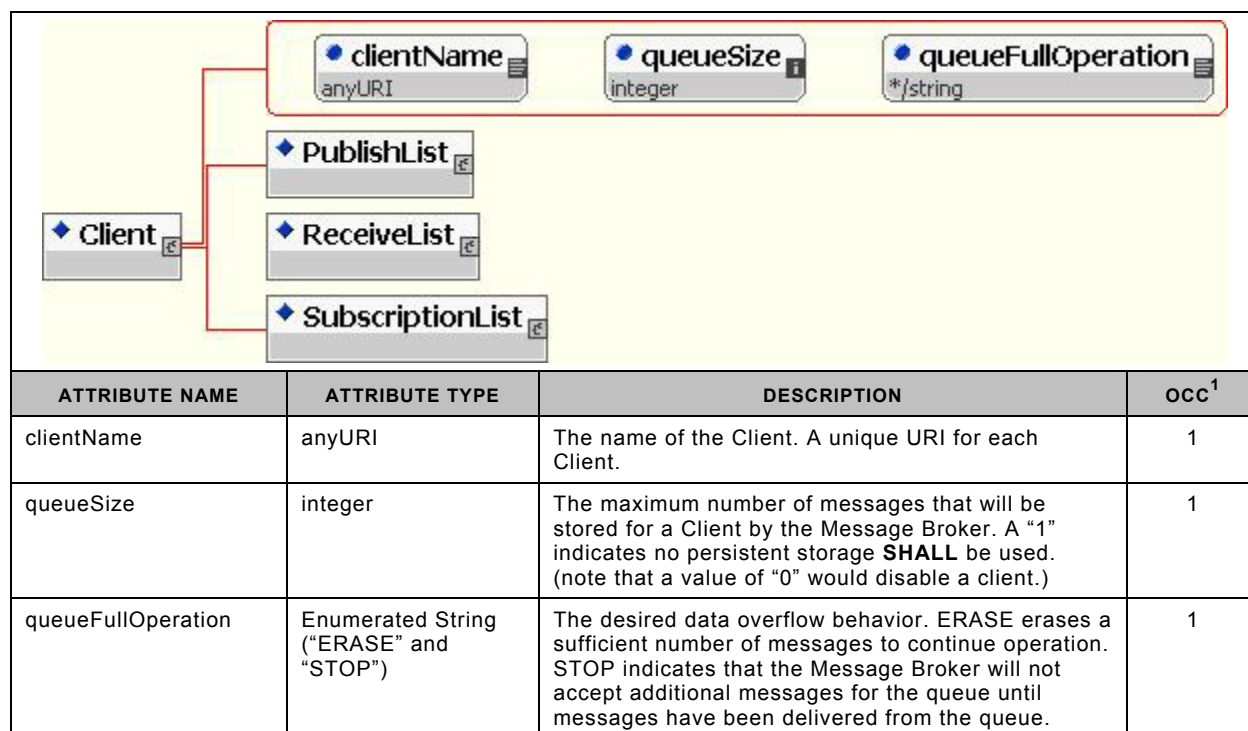 clientName
anyURI
queueSize
integer
queueFullOperation
*/string
PublishList
Client
ReceiveList
SubscriptionList
ATTRIBUTE NAME ATTRIBUTE TYPE DESCRIPTION OCC1
clientName anyURI The name of the Client. A unique URI for each 1
Client.
queueSize integer The maximum number of messages that will be 1
stored for a Client by the Message Broker. A “1”
indicates no persistent storage SHALL be used.
(note that a value of “0” would disable a client.)
queueFullOperation Enumerated String The desired data overflow behavior. ERASE erases a 1
(“ERASE” and sufficient number of messages to continue operation.
“STOP”) STOP indicates that the Message Broker will not
accept additional messages for the queue until
messages have been delivered from the queue.